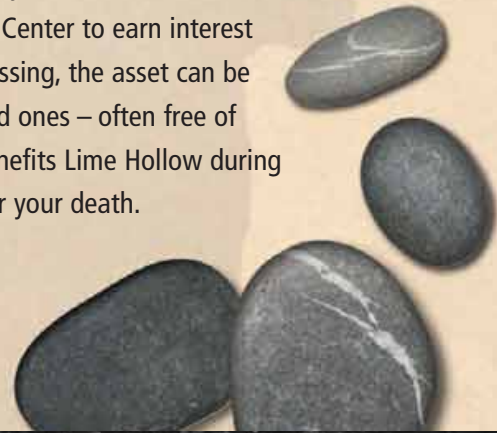 Center to earn interest
ssing, the asset can be
d ones – often free of
nefits Lime Hollow during
r your death.